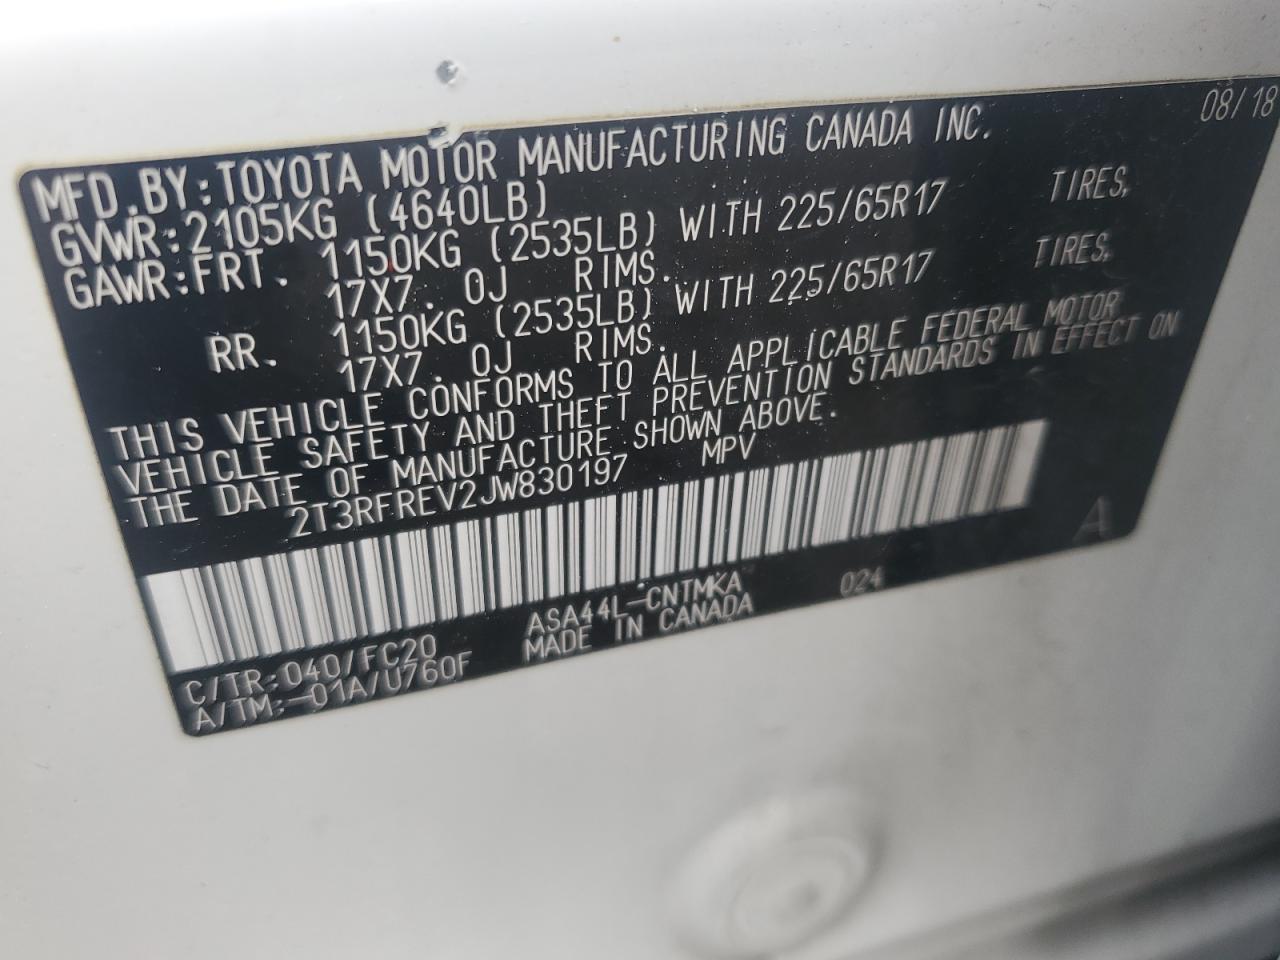 08/18
MFD.BY:TOYOTA MOTOR MANUFACTURING CANADA INC.
GVWR:2105KG (4640LB)
GAWR:FRT. 1150KG (2535LB) WITH 225/65R17 TIRES,
17X7.0J RIMS.
RR. 1150KG (2535LB) WITH 225/65R17 TIRES,
17X7.0J RIMS.
THIS VEHICLE CONFORMS TO ALL APPLICABLE FEDERAL MOTOR
VEHICLE SAFETY AND THEFT PREVENTION STANDARDS IN EFFECT ON
THE DATE OF MANUFACTURE SHOWN ABOVE.
2T3RFREV2JW830197 MPV
A
C/TR:040/FC20 ASA44L-CNTMKA 024
A/TM:-01A/U760F MADE IN CANADA